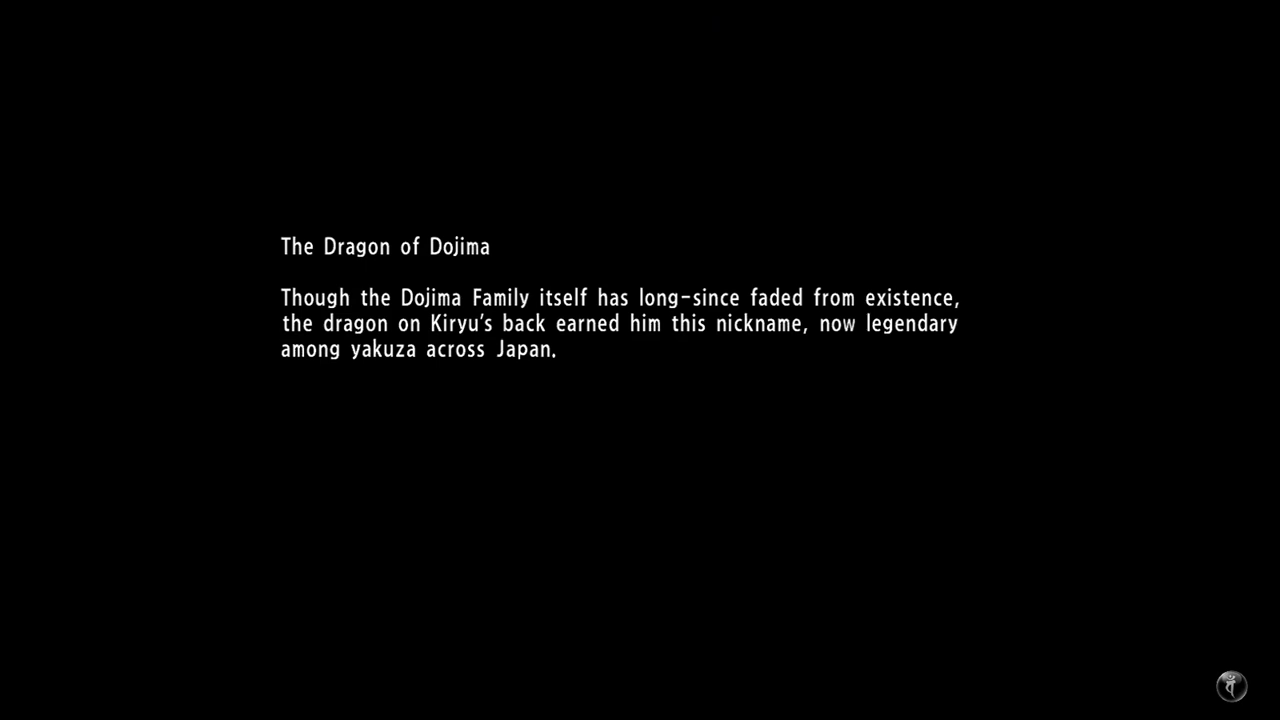 The Dragon of Dojima
Though the Dojima Family itself has long-since faded from existence,
the dragon on Kiryu's back earned him this nickname, now legendary
among yakuza across Japan.